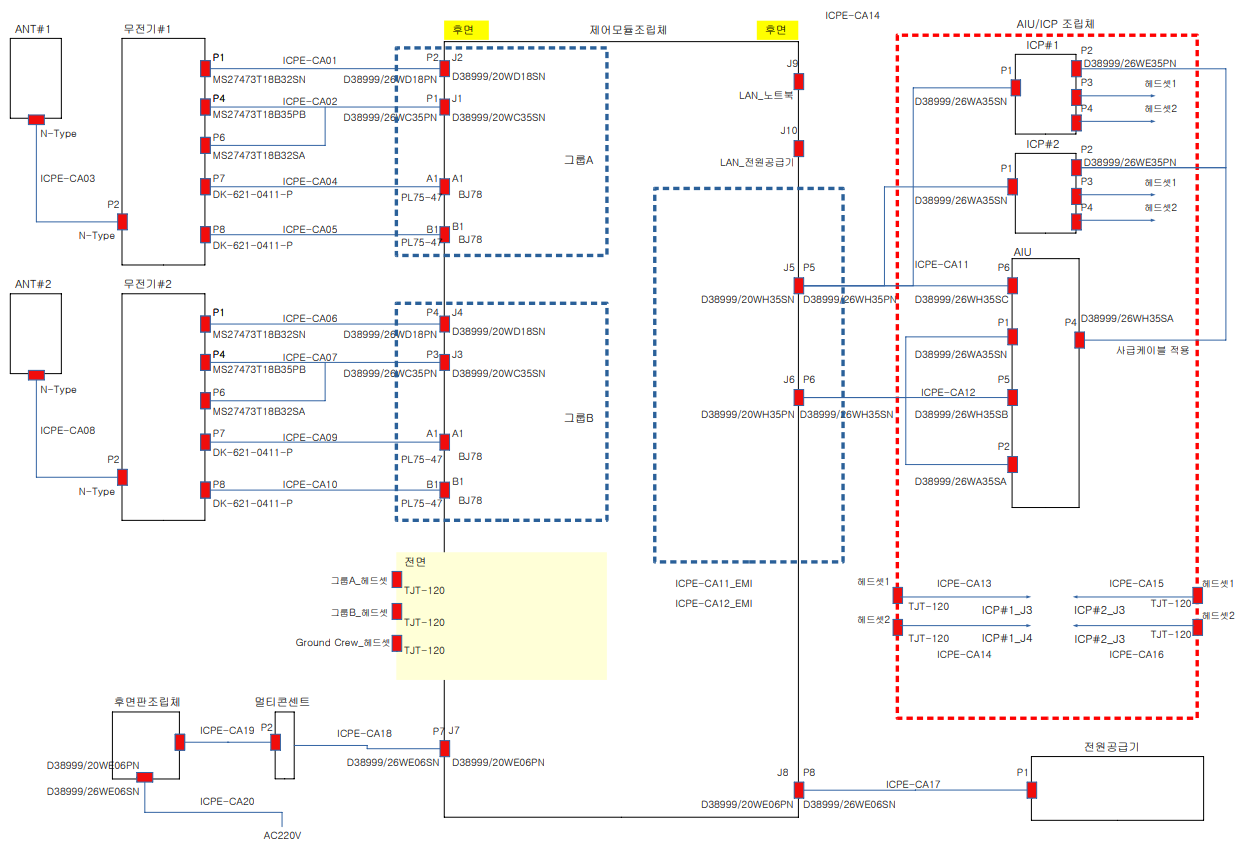 ICPE-CA14
ANT#1
N-Type
ICPE-CA03
무전기#1
P1
MS27473T18B32SN
P4
MS27473T18B35PB
P6
MS27473T18B32SA
P7
DK-621-0411-P
P8
DK-621-0411-P
P2
N-Type
ICPE-CA01
ICPE-CA02
ICPE-CA04
ICPE-CA05
후면
제어모듈조립체
후면
P2 J2
D38999/26WD18PN
D38999/20WD18SN
P1 J1
D38999/26WC35PN
D38999/20WC35SN
그룹A
A1 A1
PL75-47
BJ78
B1 B1
PL75-47
BJ78
ANT#2
N-Type
ICPE-CA08
무전기#2
P1
MS27473T18B32SN
P4
MS27473T18B35PB
P6
MS27473T18B32SA
P7
DK-621-0411-P
P8
DK-621-0411-P
P2
N-Type
ICPE-CA06
ICPE-CA07
ICPE-CA09
ICPE-CA10
P4 J4
D38999/26WD18PN
D38999/20WD18SN
P3 J3
D38999/26WC35PN
D38999/20WC35SN
그룹B
A1 A1
PL75-47
BJ78
B1 B1
PL75-47
BJ78
전면
그룹A_헤드셋
TJT-120
그룹B_헤드셋
TJT-120
Ground Crew_헤드셋
TJT-120
J9
LAN_노트북
J10
LAN_전원공급기
J5 P5
D38999/20WH35SN
D38999/26WH35PN
J6 P6
D38999/20WH35PN
D38999/26WH35SN
ICPE-CA11_EMI
ICPE-CA12_EMI
ICPE-CA11
ICPE-CA12
AIU/ICP 조립체
ICP#1
P1
D38999/26WA35SN
P2
D38999/26WE35PN
P3
헤드셋1
P4
헤드셋2
ICP#2
P1
D38999/26WA35SN
P2
D38999/26WE35PN
P3
헤드셋1
P4
헤드셋2
AIU
P6
D38999/26WH35SC
P1
D38999/26WA35SN
P5
D38999/26WH35SB
P2
D38999/26WA35SA
P4
D38999/26WH35SA
사급케이블 적용
헤드셋1
ICPE-CA13
TJT-120
ICP#1_J3
헤드셋2
TJT-120
ICP#1_J4
ICPE-CA14
ICPE-CA15
헤드셋1
ICP#2_J3
TJT-120
헤드셋2
ICP#2_J3
TJT-120
ICPE-CA16
후면판조립체
멀티콘센트
ICPE-CA19
P2
ICPE-CA18
P7 J7
D38999/26WE06SN
D38999/20WE06PN
D38999/20WE06PN
D38999/26WE06SN
ICPE-CA20
AC220V
J8 P8
D38999/20WE06PN
D38999/26WE06SN
ICPE-CA17
전원공급기
P1